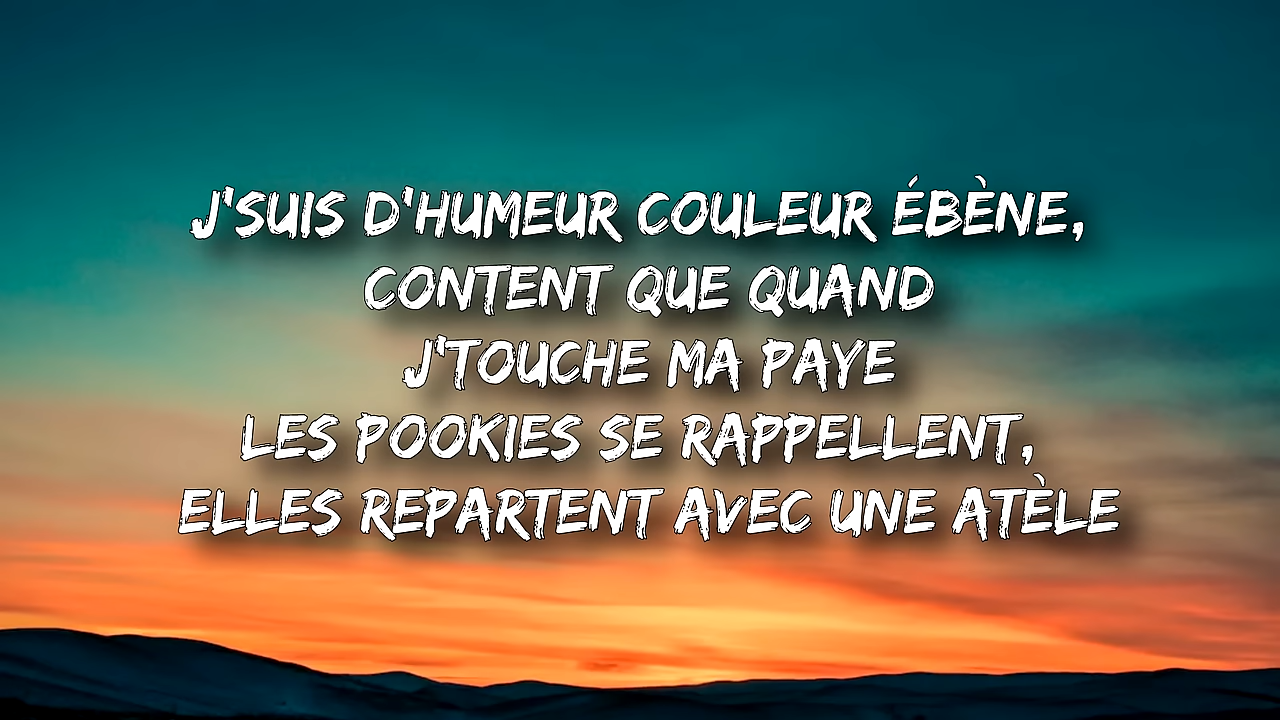 J'SUIS D'HUMEUR COULEUR ÉBÈNE,
CONTENT QUE QUAND
J'TOUCHE MA PAYE
LES POOKIES SE RAPPELLENT,
ELLES REPARTENT AVEC UNE ATÈLE